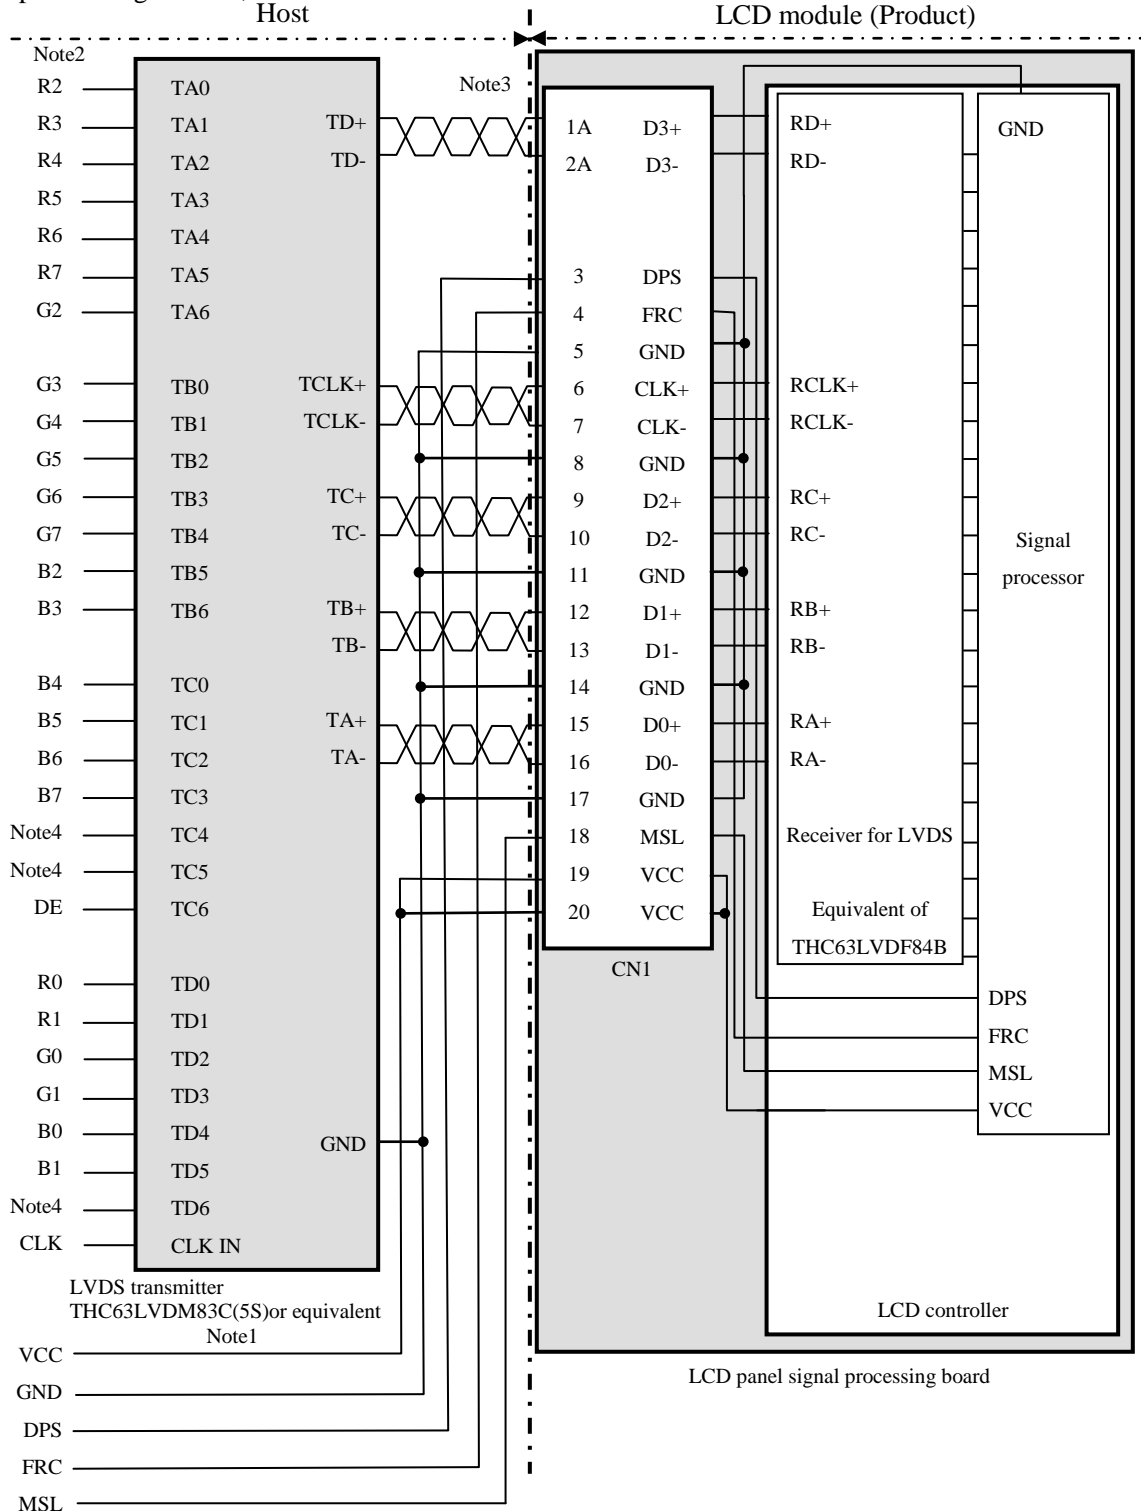 Host
LCD module (Product)
Note2
Note3
R2 TA0
R3 TA1
R4 TA2
R5 TA3
R6 TA4
R7 TA5
G2 TA6
G3 TB0
G4 TB1
G5 TB2
G6 TB3
G7 TB4
B2 TB5
B3 TB6
B4 TC0
B5 TC1
B6 TC2
B7 TC3
Note4 TC4
Note4 TC5
DE TC6
R0 TD0
R1 TD1
G0 TD2
G1 TD3
B0 TD4
B1 TD5
Note4 TD6
CLK CLK IN
TD+
TD-
TCLK+
TCLK-
TC+
TC-
TB+
TB-
TA+
TA-
GND
LVDS transmitter
THC63LVDM83C(5S)or equivalent
Note1
VCC
GND
DPS
FRC
MSL
1A D3+
2A D3-
3 DPS
4 FRC
5 GND
6 CLK+
7 CLK-
8 GND
9 D2+
10 D2-
11 GND
12 D1+
13 D1-
14 GND
15 D0+
16 D0-
17 GND
18 MSL
19 VCC
20 VCC
CN1
RD+
RD-
RCLK+
RCLK-
RC+
RC-
RB+
RB-
RA+
RA-
Receiver for LVDS
Equivalent of
THC63LVDF84B
GND
Signal
processor
DPS
FRC
MSL
VCC
LCD controller
LCD panel signal processing board